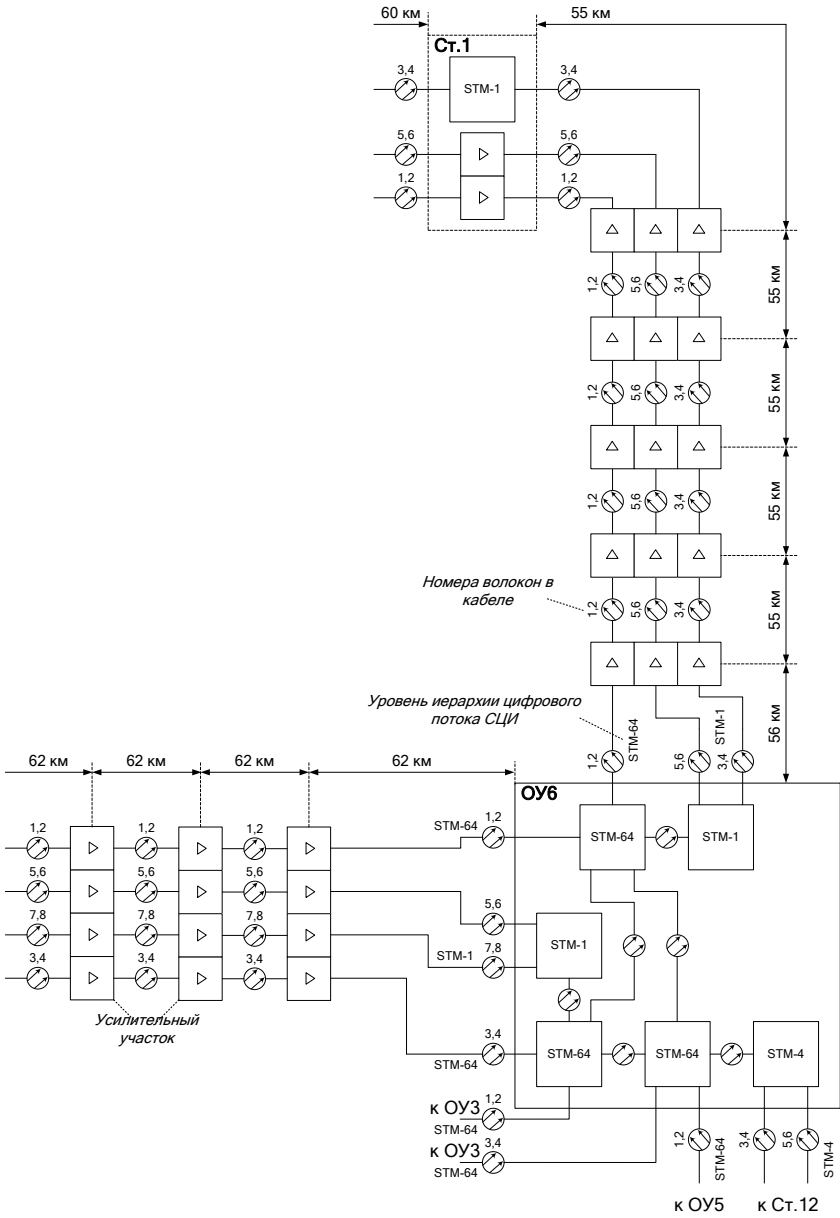 60 км
55 км
Ст.1
3,4
STM-1
3,4
5,6
5,6
1,2
1,2
1,2
5,6
3,4
55 км
1,2
5,6
3,4
55 км
1,2
5,6
3,4
55 км
Номера волокон в
кабеле
1,2
5,6
3,4
55 км
Уровень иерархии цифрового
потока СЦИ
STM-64
STM-1
1,2
5,6
3,4
56 км
62 км
62 км
62 км
62 км
ОУ6
1,2
1,2
1,2
STM-64
1,2
STM-64
STM-1
5,6
5,6
5,6
5,6
7,8
7,8
7,8
STM-1
7,8
STM-1
3,4
3,4
3,4
Усилительный
участок
3,4
STM-64
STM-64
STM-64
STM-4
к ОУ3
1,2
STM-64
к ОУ3
3,4
STM-64
1,2
STM-64
3,4
5,6
STM-4
к ОУ5
к Ст.12